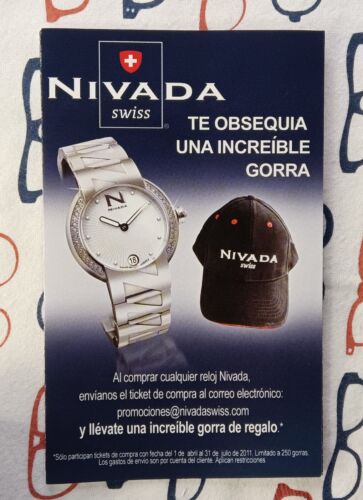 NIVADA
swiss
®
TE OBSEQUIA
UNA INCREÍBLE
GORRA
N
NIVADA
18
NIVADA
swiss
Al comprar cualquier reloj Nivada,
envíanos el ticket de compra al correo electrónico:
promociones@nivadaswiss.com
y llévate una increíble gorra de regalo.*
*Sólo participan tickets de compra con fecha del 1 de abril al 31 de julio de 2011. Limitado a 250 gorras.
Los gastos de envío son por cuenta del cliente. Aplican restricciones